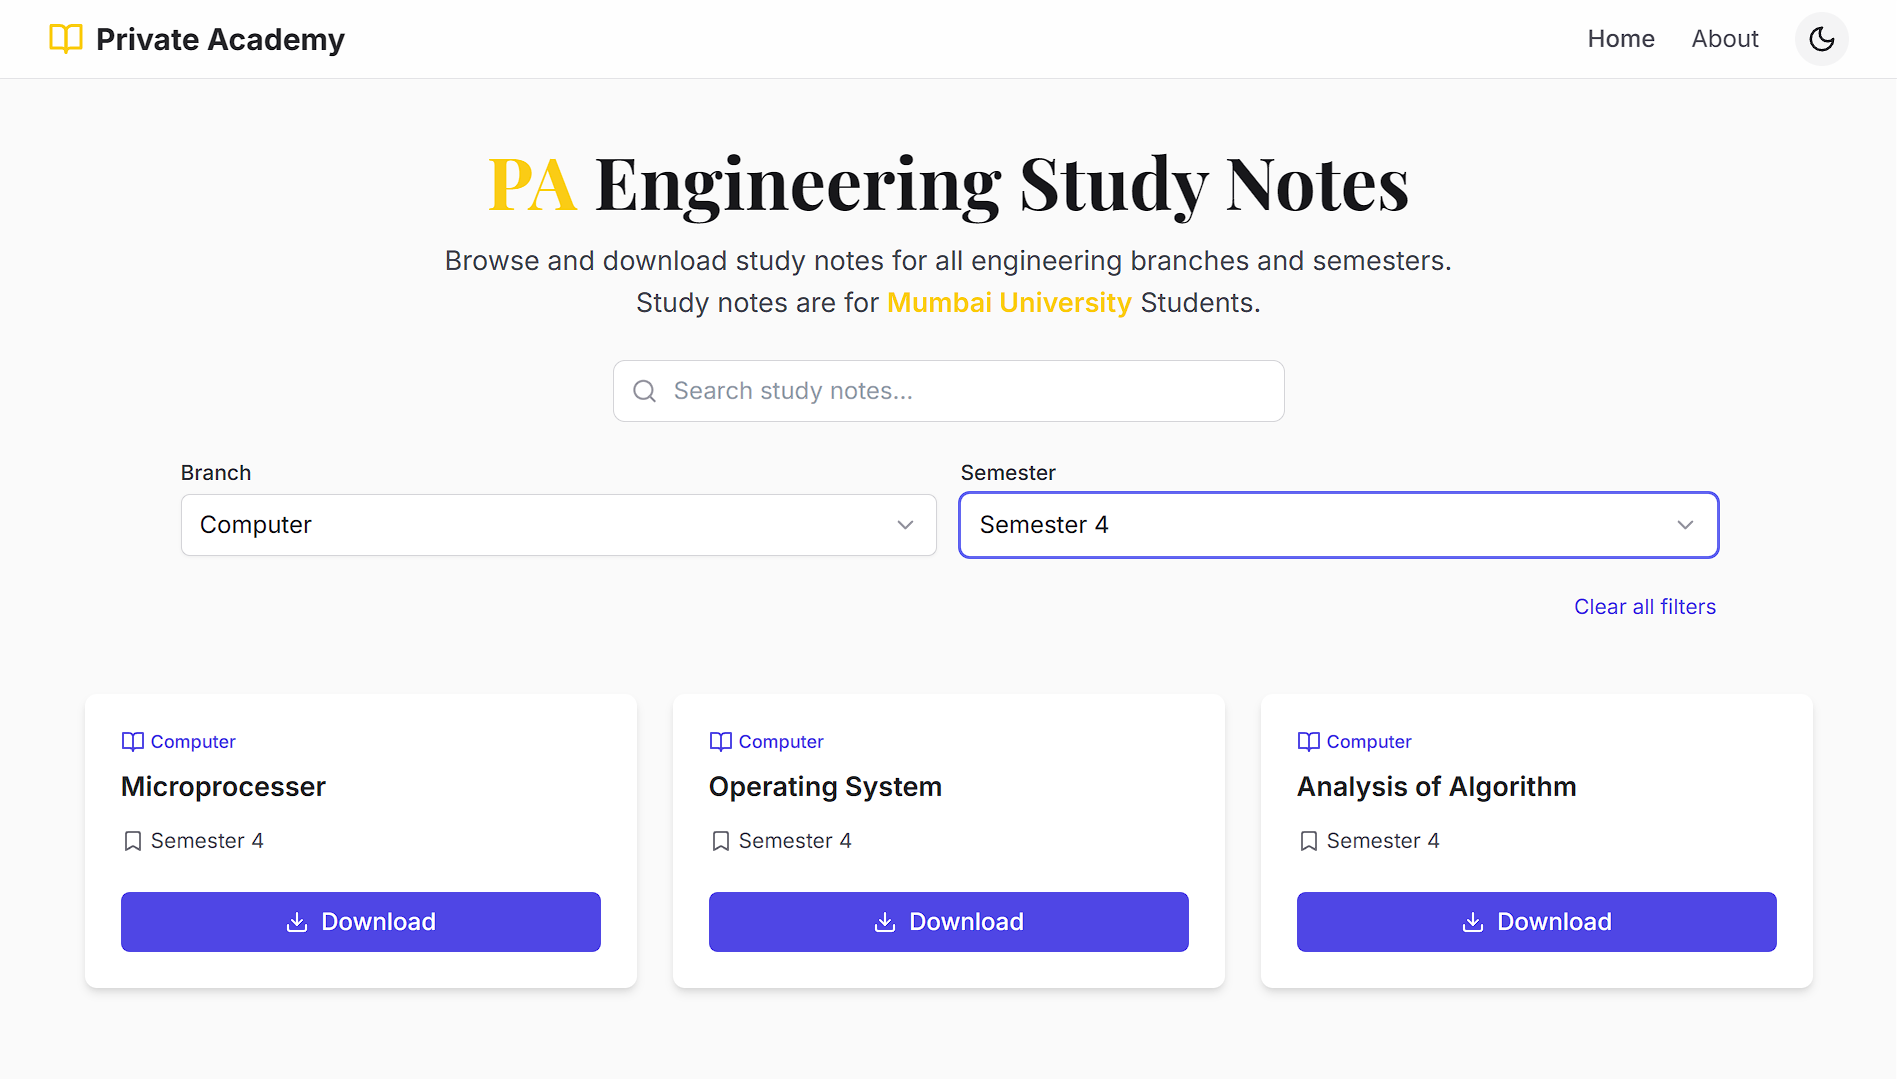 Private Academy
Home
About
PA Engineering Study Notes
Browse and download study notes for all engineering branches and semesters.
Study notes are for Mumbai University Students.
Search study notes...
Branch
Semester
Computer
Semester 4
Clear all filters
Computer
Microprocesser
Semester 4
Download
Computer
Operating System
Semester 4
Download
Computer
Analysis of Algorithm
Semester 4
Download